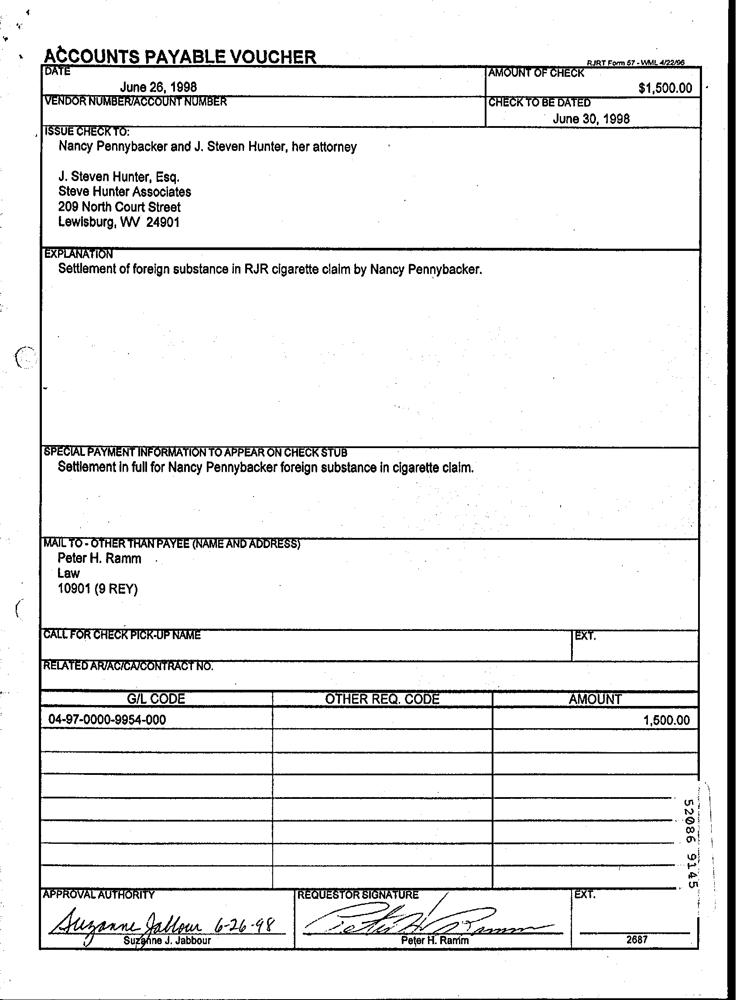 ACCOUNTS PAYABLE VOUCHER
RJRT Form 57 - WML 4/22/96
DATE
June 26, 1998
AMOUNT OF CHECK
$1,500.00
VENDOR NUMBER/ACCOUNT NUMBER
CHECK TO BE DATED
June 30, 1998
ISSUE CHECK TO:
Nancy Pennybacker and J. Steven Hunter, her attorney
J. Steven Hunter, Esq.
Steve Hunter Associates
209 North Court Street
Lewisburg, WV 24901
EXPLANATION
Settlement of foreign substance in RJR cigarette claim by Nancy Pennybacker.
SPECIAL PAYMENT INFORMATION TO APPEAR ON CHECK STUB
Settlement in full for Nancy Pennybacker foreign substance in cigarette claim.
MAIL TO - OTHER THAN PAYEE (NAME AND ADDRESS)
Peter H. Ramm
Law
10901 (9 REY)
CALL FOR CHECK PICK-UP NAME
EXT.
RELATED AR/AC/CA/CONTRACT NO.
G/L CODE OTHER REQ. CODE AMOUNT
04-97-0000-9954-000 1,500.00
52086 9145
APPROVAL AUTHORITY
REQUESTOR SIGNATURE
EXT.
Suzanne Jabbour 6-26-98
Peter H Ramm
Suzanne J. Jabbour
Peter H. Ramm
2687